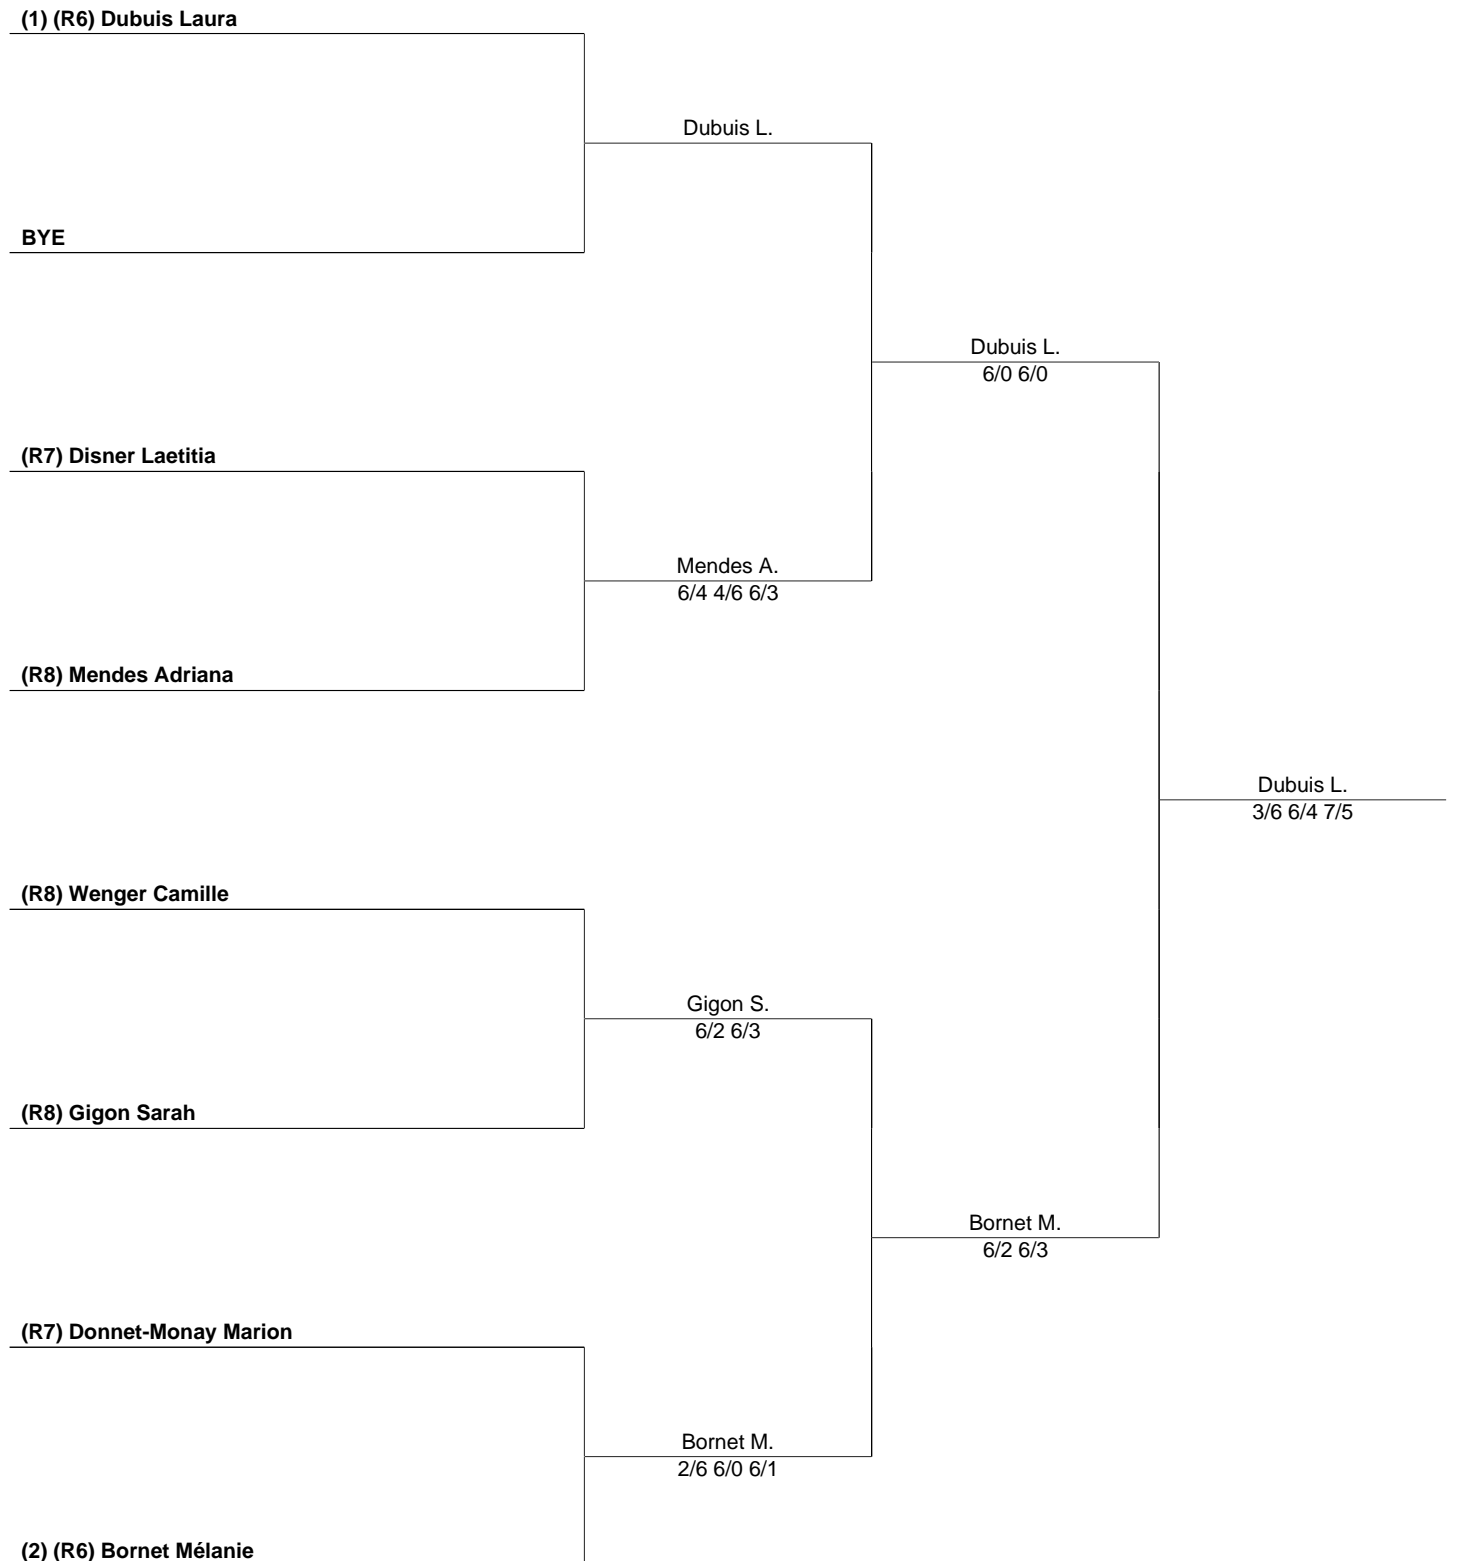 (1) (R6) Dubuis Laura
Dubuis L.
BYE
Dubuis L.
6/0 6/0
(R7) Disner Laetitia
Mendes A.
6/4 4/6 6/3
(R8) Mendes Adriana
Dubuis L.
3/6 6/4 7/5
(R8) Wenger Camille
Gigon S.
6/2 6/3
(R8) Gigon Sarah
Bornet M.
6/2 6/3
(R7) Donnet-Monay Marion
Bornet M.
2/6 6/0 6/1
(2) (R6) Bornet Mélanie